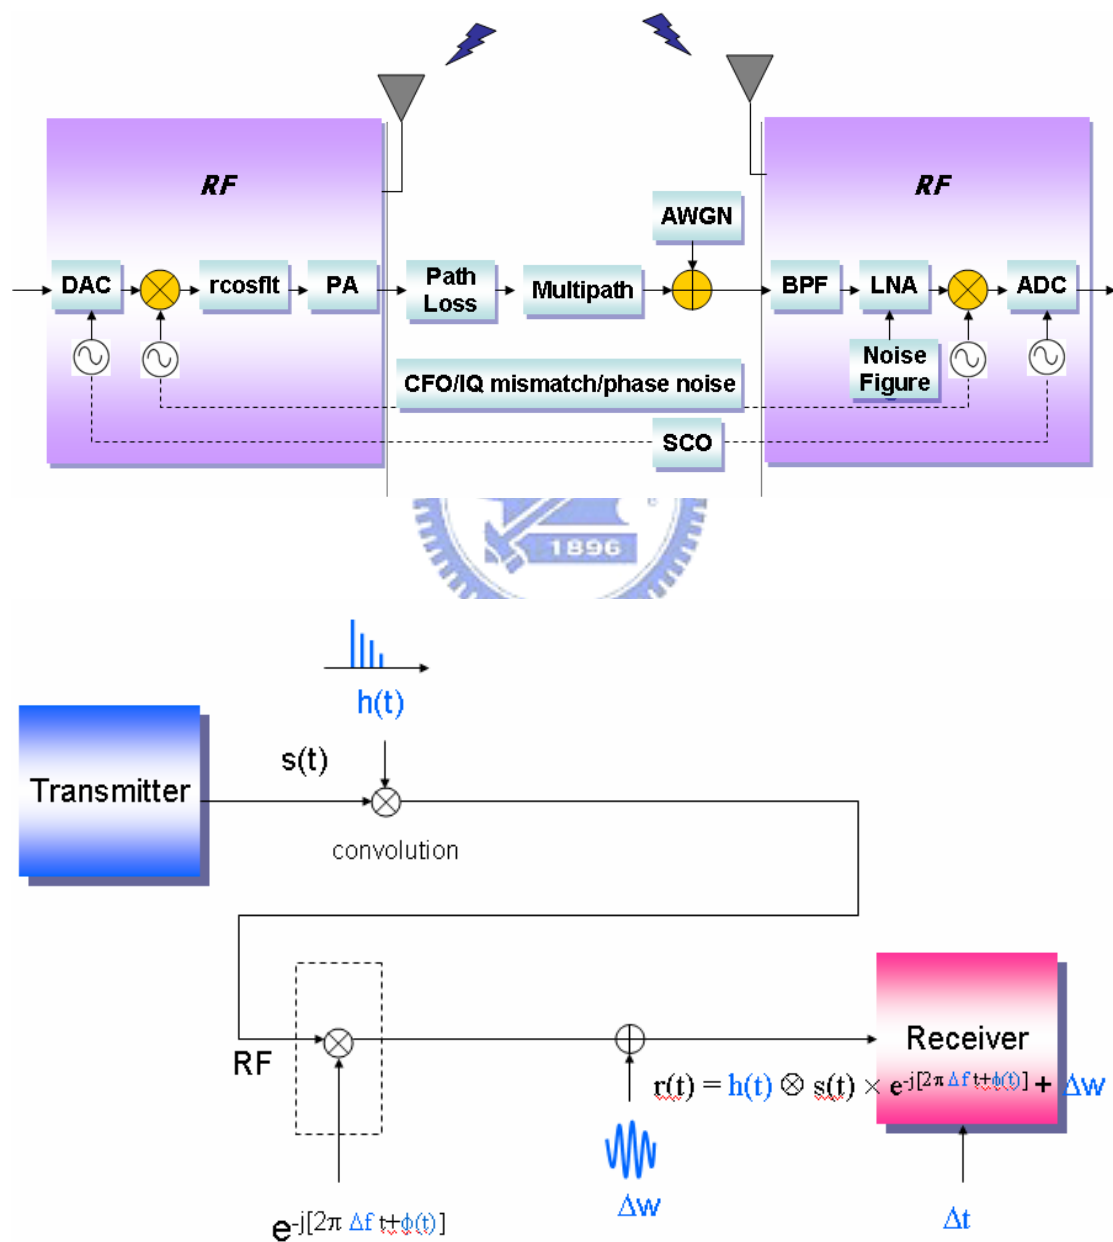 RF
RF
AWGN
DAC
rcosflt
PA
Path
Loss
Multipath
BPF
LNA
ADC
Noise
Figure
CFO/IQ mismatch/phase noise
SCO
1896
h(t)
s(t)
Transmitter
convolution
Receiver
RF
r(t) = h(t) ⊗ s(t) × e^-j[2π Δf t+ϕ(t)] + Δw
Δw
e^-j[2π Δf t+ϕ(t)]
Δt